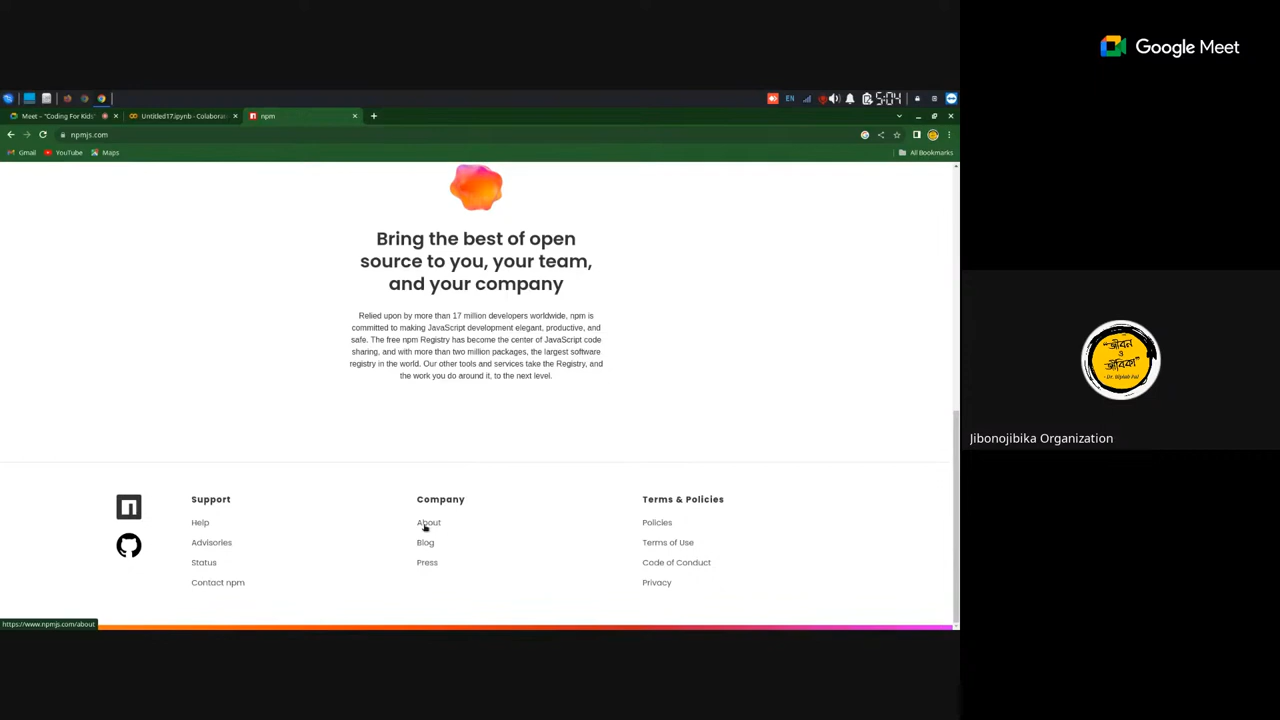 Google Meet
EN
5:04
Meet – "Coding For Kids"
Untitled17.ipynb - Colaborat
npm
npmjs.com
Gmail
YouTube
Maps
All Bookmarks
Bring the best of open
source to you, your team,
and your company
Relied upon by more than 17 million developers worldwide, npm is
committed to making JavaScript development elegant, productive, and
safe. The free npm Registry has become the center of JavaScript code
sharing, and with more than two million packages, the largest software
registry in the world. Our other tools and services take the Registry, and
the work you do around it, to the next level.
"জীবন
ও
জীবিকা"
Jibonojibika Organization
Support
Help
Advisories
Status
Contact npm
Company
About
Blog
Press
Terms & Policies
Policies
Terms of Use
Code of Conduct
Privacy
https://www.npmjs.com/about